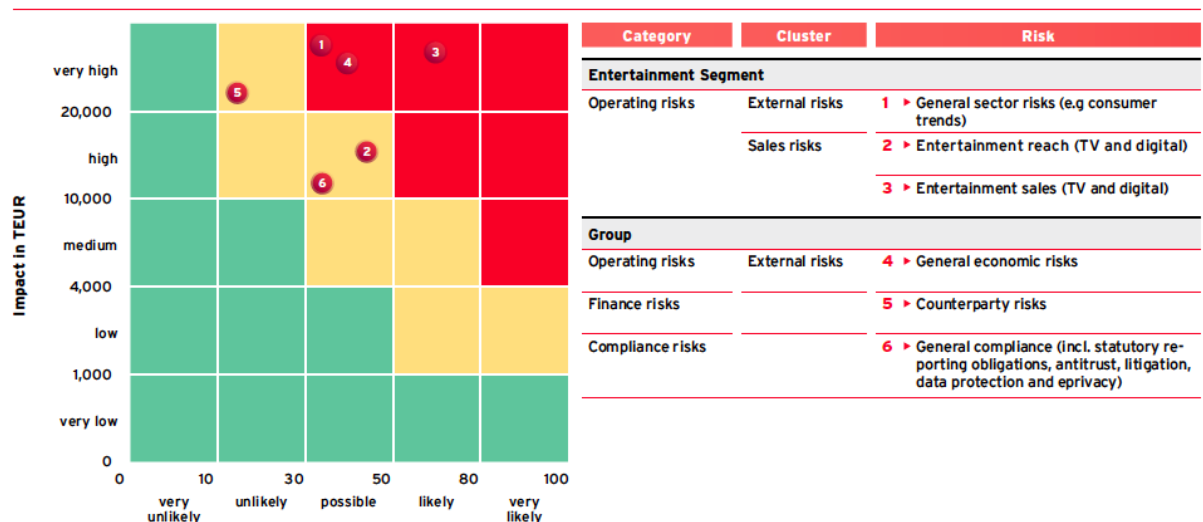 Impact in TEUR
very high
20,000
high
10,000
medium
4,000
low
1,000
very low
0
1
4
3
5
2
6
0 10 30 50 80 100
very
unlikely
unlikely
possible
likely
very
likely
Category Cluster Risk
Entertainment Segment
Operating risks External risks 1 ▸ General sector risks (e.g consumer
trends)
Sales risks 2 ▸ Entertainment reach (TV and digital)
3 ▸ Entertainment sales (TV and digital)
Group
Operating risks External risks 4 ▸ General economic risks
Finance risks 5 ▸ Counterparty risks
Compliance risks 6 ▸ General compliance (incl. statutory re-
porting obligations, antitrust, litigation,
data protection and eprivacy)